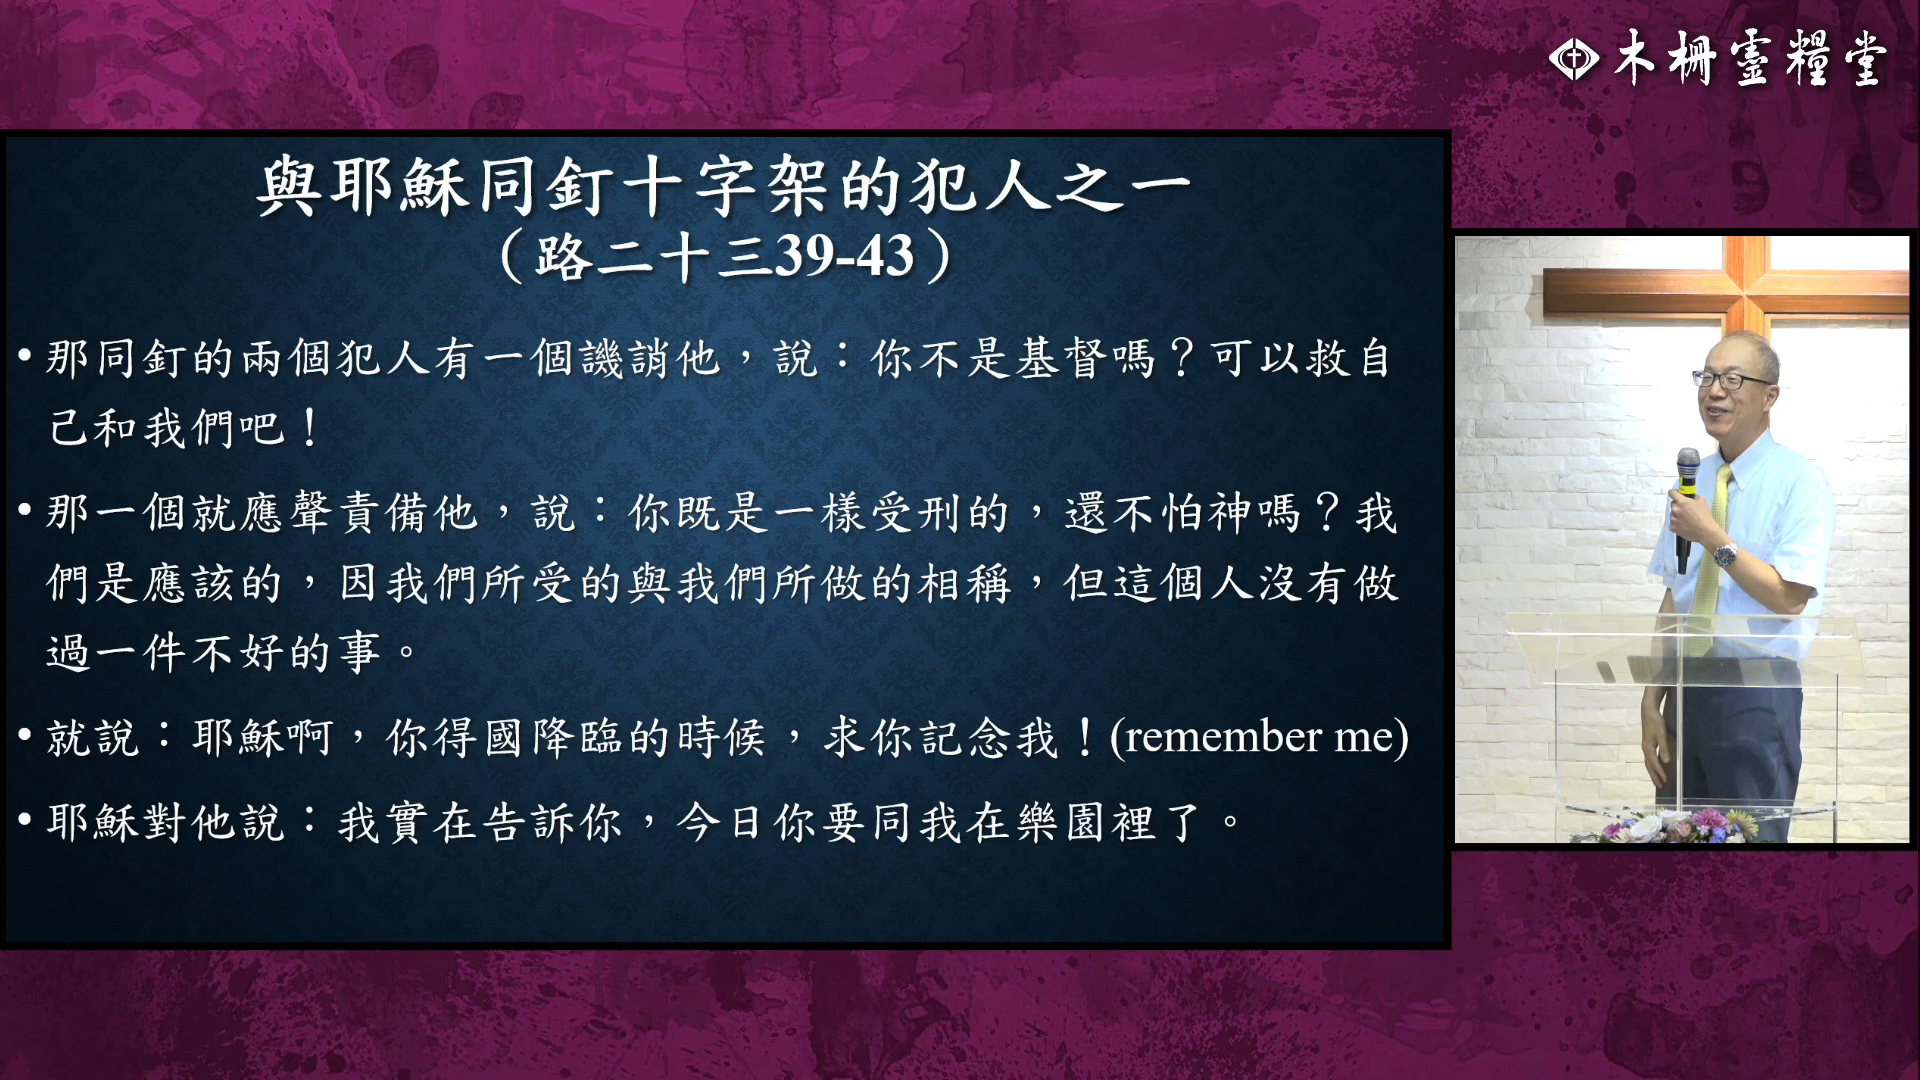 木柵靈糧堂
與耶穌同釘十字架的犯人之一
（路二十三39-43）
• 那同釘的兩個犯人有一個譏誚他，說：你不是基督嗎？可以救自
己和我們吧！
• 那一個就應聲責備他，說：你既是一樣受刑的，還不怕神嗎？我
們是應該的，因我們所受的與我們所做的相稱，但這個人沒有做
過一件不好的事。
• 就說：耶穌啊，你得國降臨的時候，求你記念我！(remember me)
• 耶穌對他說：我實在告訴你，今日你要同我在樂園裡了。